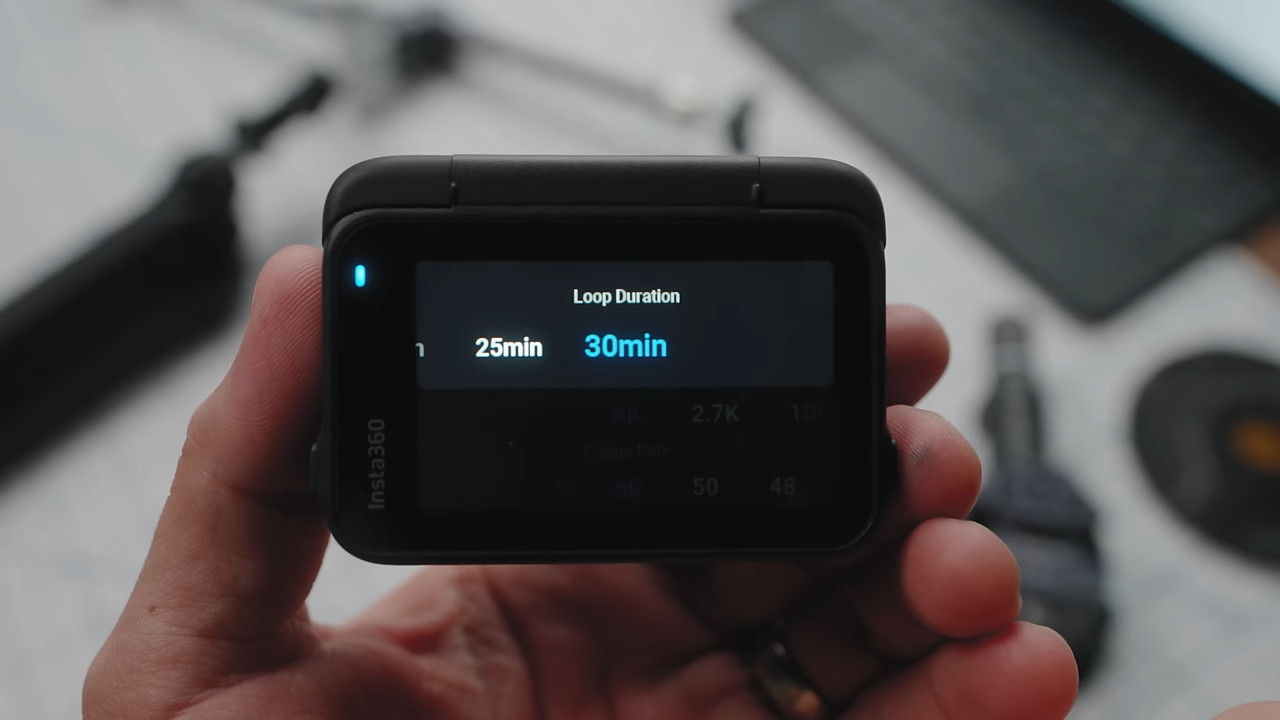 Loop Duration
25min 30min
4K 2.7K
Frame Rate
60 50 48
Insta360